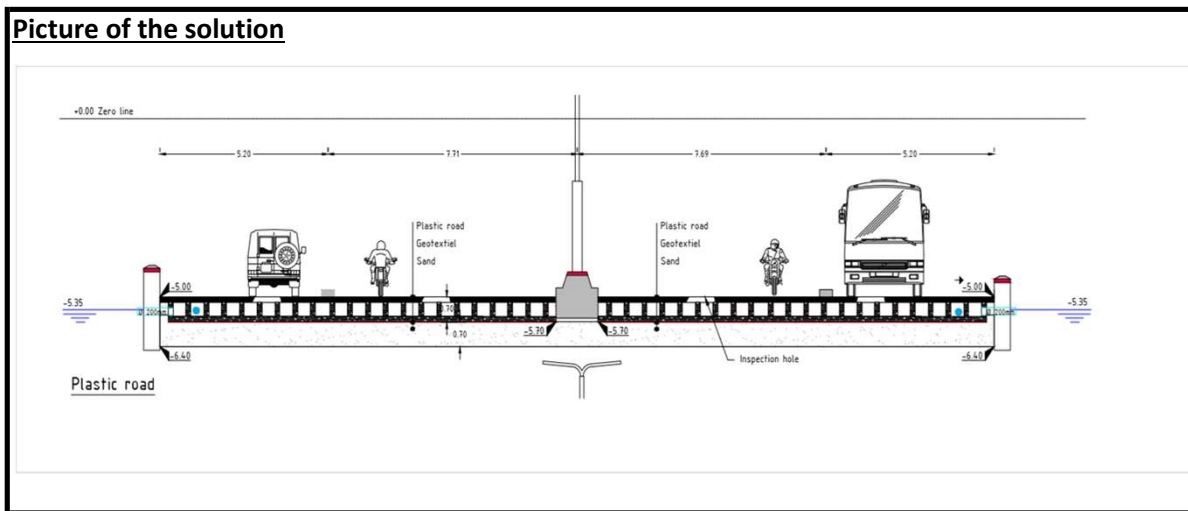 Picture of the solution
+0.00 Zero line
5.20 7.71 7.69 5.20
Plastic road
Geotextiel
Sand
Plastic road
Geotextiel
Sand
-5.00
-5.00
-5.35
-5.35
Ø 200mm
0.70
Ø 200mm
0.70
-5.70
-5.70
-6.40
-6.40
Inspection hole
Plastic road